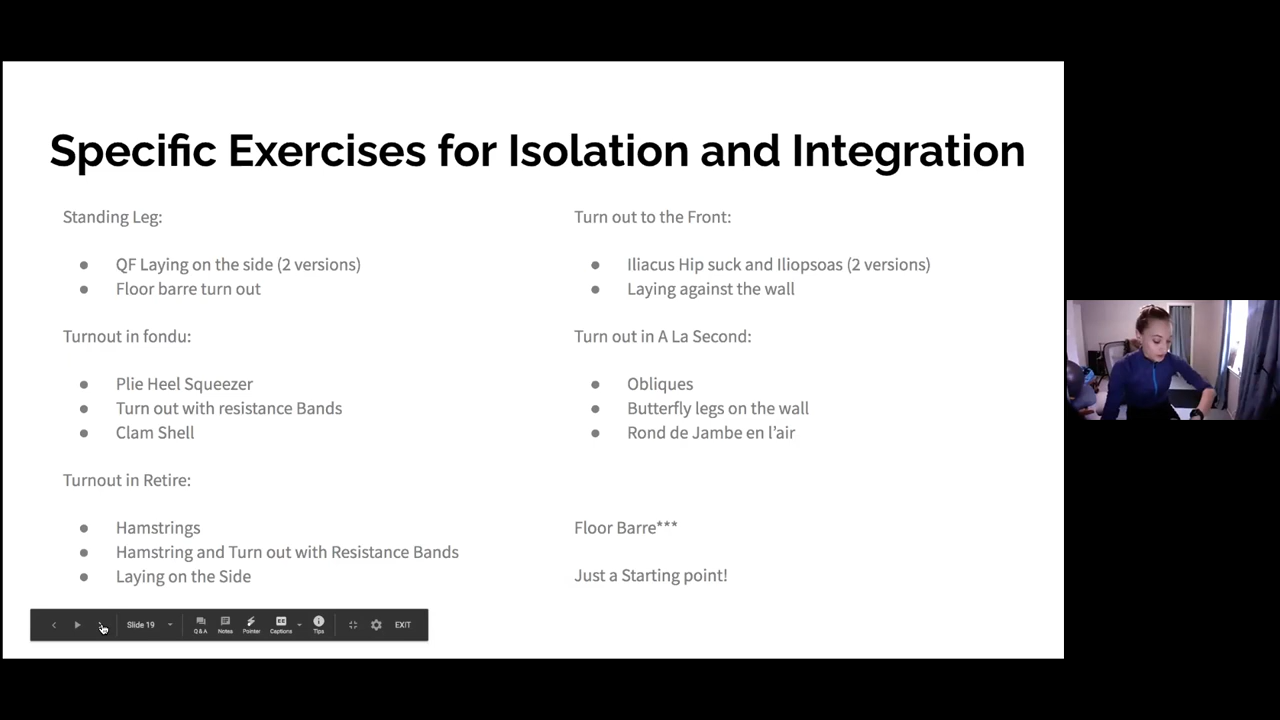 Specific Exercises for Isolation and Integration
Standing Leg:
QF Laying on the side (2 versions)
Floor barre turn out
Turnout in fondu:
Plie Heel Squeezer
Turn out with resistance Bands
Clam Shell
Turnout in Retire:
Hamstrings
Hamstring and Turn out with Resistance Bands
Laying on the Side
Turn out to the Front:
Iliacus Hip suck and Iliopsoas (2 versions)
Laying against the wall
Turn out in A La Second:
Obliques
Butterfly legs on the wall
Rond de Jambe en l’air
Floor Barre***
Just a Starting point!
Slide 19
Q&A
Notes
Pointer
Captions
Tips
EXIT